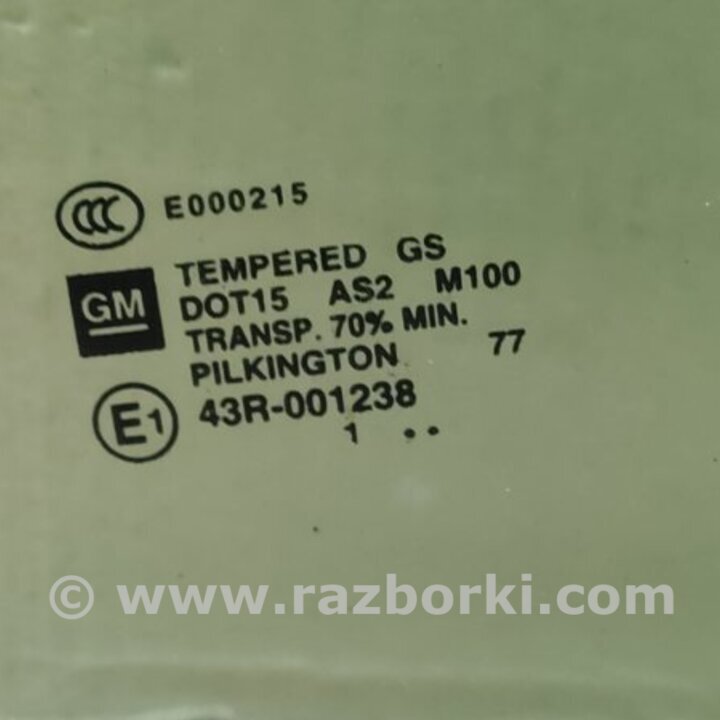 CCC E000215
TEMPERED GS
GM DOT15 AS2 M100
TRANSP. 70% MIN.
PILKINGTON 77
E1 43R-001238
1 ..
© www.razborki.com